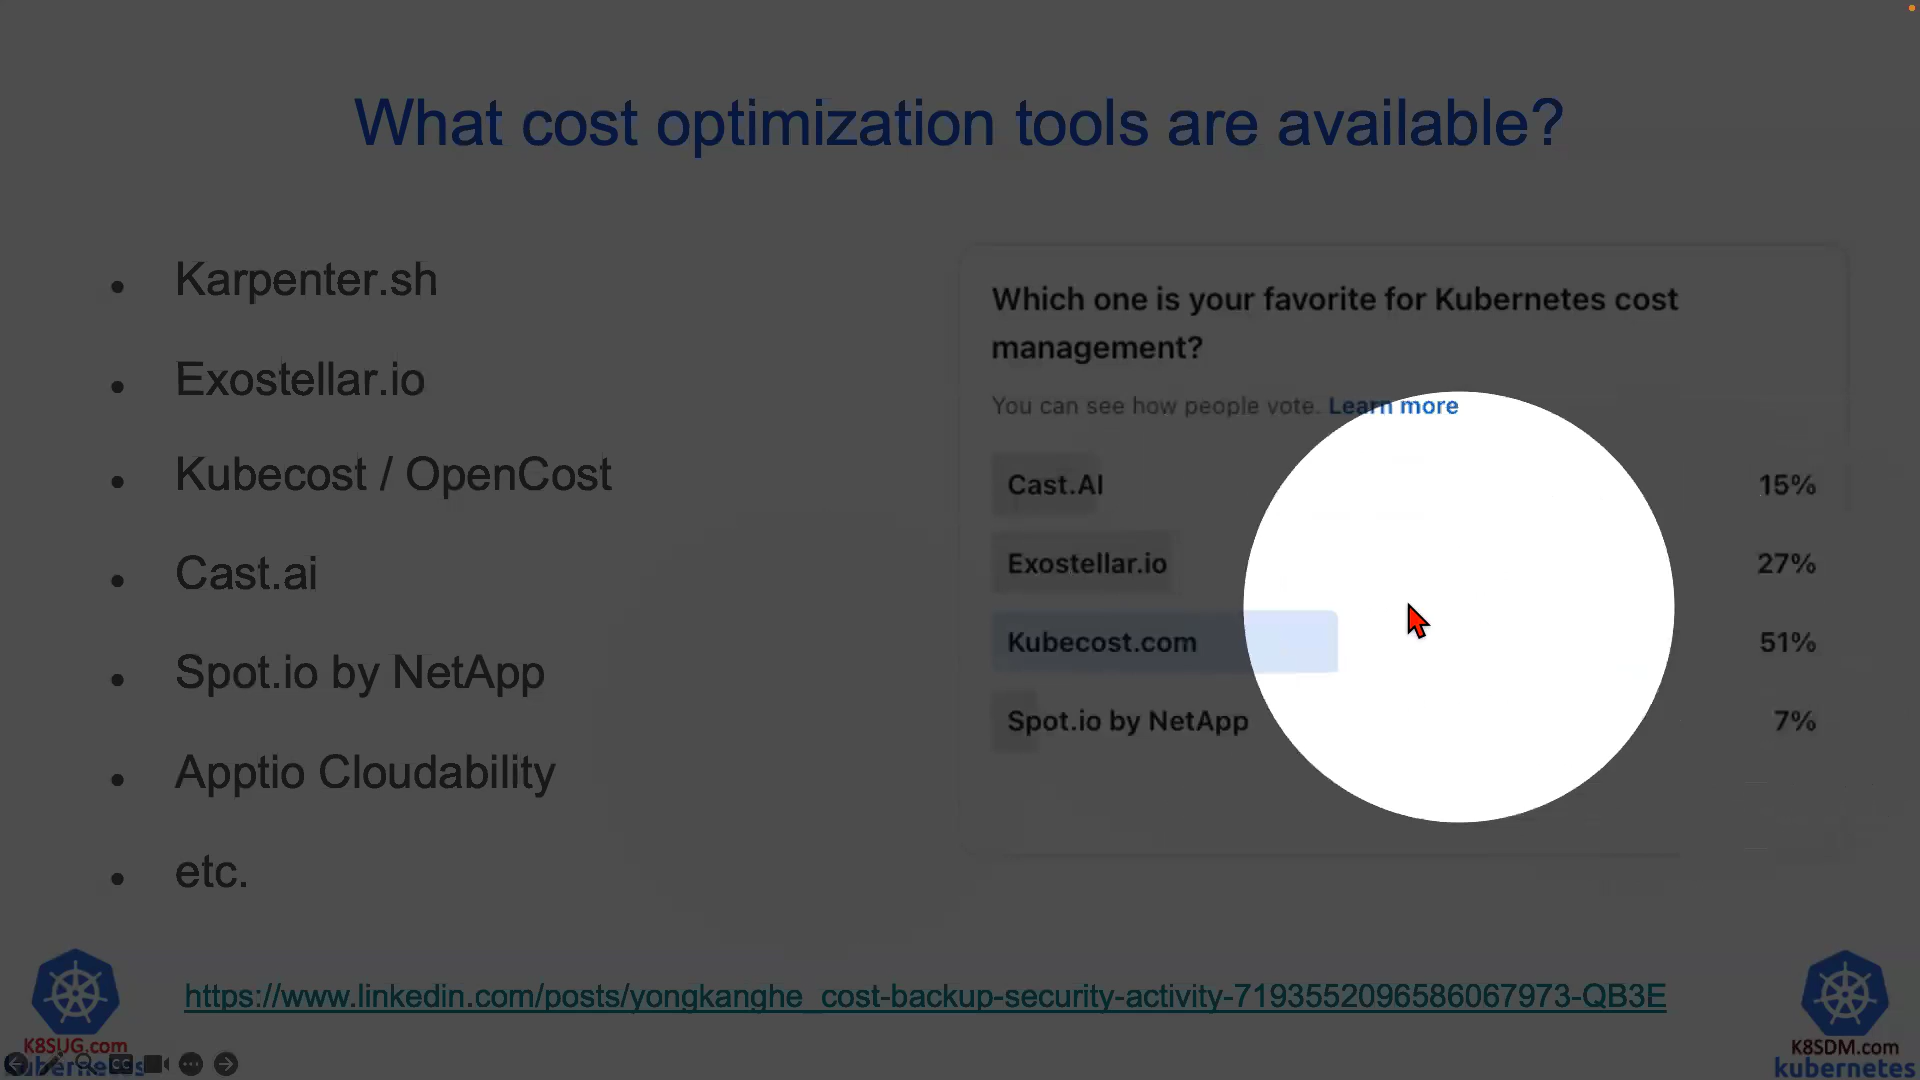 What cost optimization tools are available?
Karpenter.sh
Exostellar.io
Kubecost / OpenCost
Cast.ai
Spot.io by NetApp
Apptio Cloudability
etc.
Which one is your favorite for Kubernetes cost
management?
You can see how people vote. Learn more
Cast.AI 15%
Exostellar.io 27%
Kubecost.com 51%
Spot.io by NetApp 7%
https://www.linkedin.com/posts/yongkanghe_cost-backup-security-activity-7193552096586067973-QB3E
K8SUG.com
kubernetes
CC
K8SDM.com
kubernetes